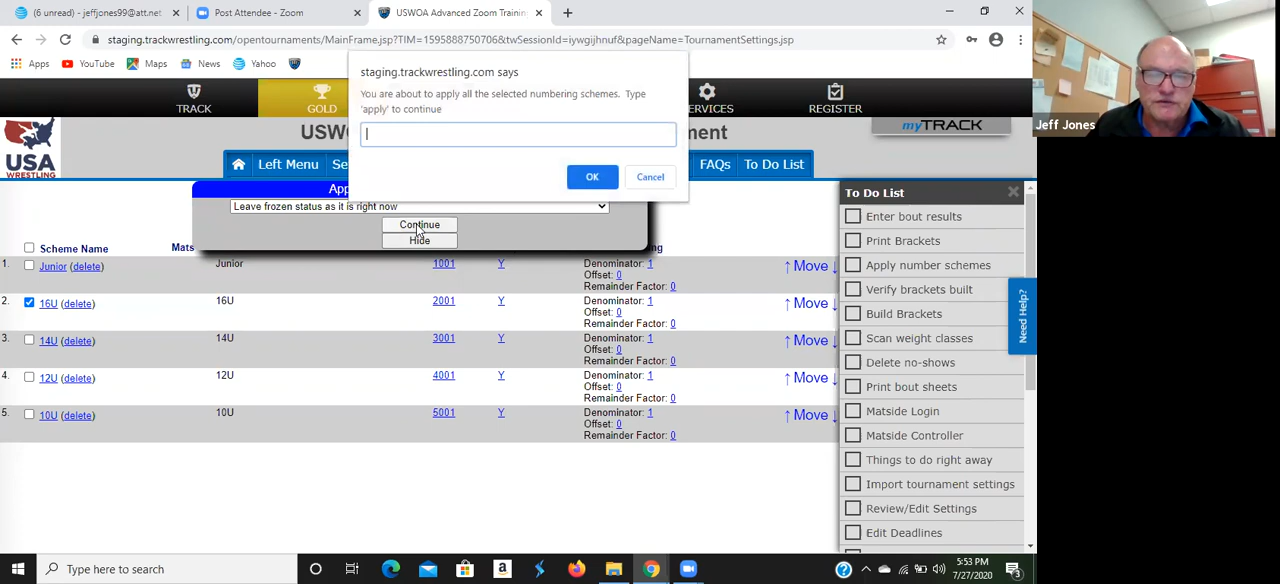 (6 unread) - jeffjones99@att.net
Post Attendee - Zoom
USWOA Advanced Zoom Training
staging.trackwrestling.com/opentournaments/MainFrame.jsp?TIM=1595888750706&twSessionId=iywgijhnuf&pageName=TournamentSettings.jsp
Apps YouTube Maps News Yahoo
staging.trackwrestling.com says
You are about to apply all the selected numbering schemes. Type
'apply' to continue
OK Cancel
TRACK GOLD REGISTER
myTRACK
USA
WRESTLING
Left Menu FAQs To Do List
Leave frozen status as it is right now
Continue
Hide
Scheme Name Mats
1. Junior (delete) Junior 1001 Y Denominator: 1 ↑ Move ↓
Offset: 0
Remainder Factor: 0
2. 16U (delete) 16U 2001 Y Denominator: 1 ↑ Move ↓
Offset: 0
Remainder Factor: 0
3. 14U (delete) 14U 3001 Y Denominator: 1 ↑ Move ↓
Offset: 0
Remainder Factor: 0
4. 12U (delete) 12U 4001 Y Denominator: 1 ↑ Move ↓
Offset: 0
Remainder Factor: 0
5. 10U (delete) 10U 5001 Y Denominator: 1 ↑ Move ↓
Offset: 0
Remainder Factor: 0
To Do List
Enter bout results
Print Brackets
Apply number schemes
Verify brackets built
Build Brackets
Scan weight classes
Delete no-shows
Print bout sheets
Matside Login
Matside Controller
Things to do right away
Import tournament settings
Review/Edit Settings
Edit Deadlines
Need Help?
Jeff Jones
Type here to search
5:53 PM
7/27/2020
3